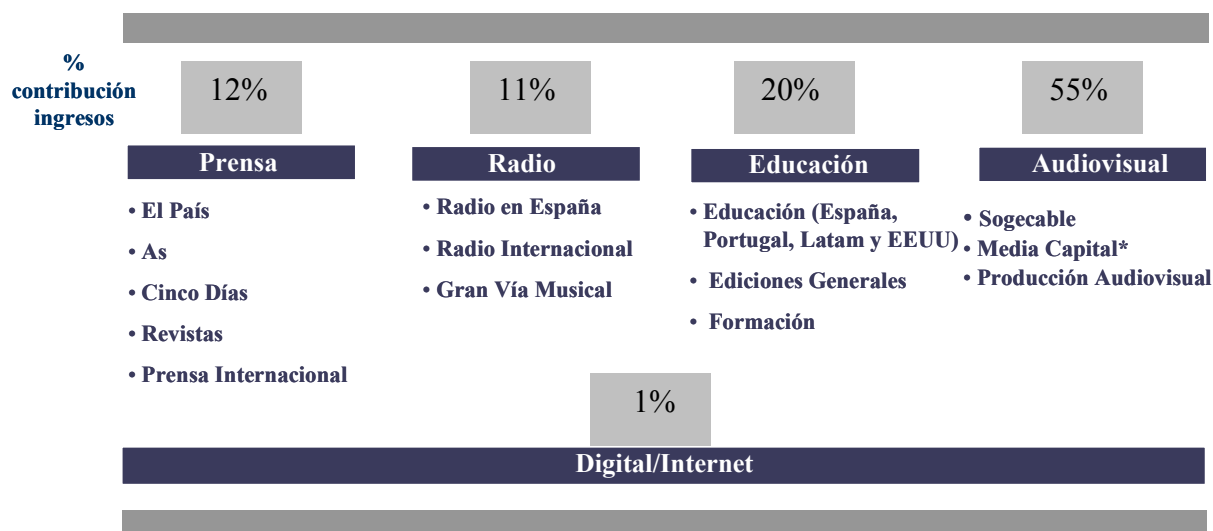 %
contribución
ingresos
12%
11%
20%
55%
Prensa
• El País
• As
• Cinco Días
• Revistas
• Prensa Internacional
Radio
• Radio en España
• Radio Internacional
• Gran Vía Musical
Educación
• Educación (España,
Portugal, Latam y EEUU)
• Ediciones Generales
• Formación
Audiovisual
• Sogecable
• Media Capital*
• Producción Audiovisual
1%
Digital/Internet